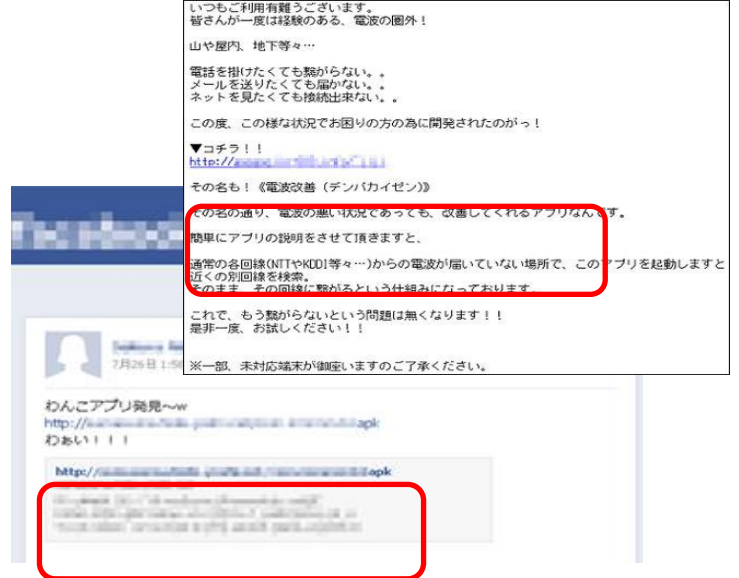 いつもご利用有難うございます。
皆さんが一度は経験のある、電波の圏外！
山や屋内、地下等々…
電話を掛けたくても繋がらない。。
メールを送りたくても届かない。。
ネットを見たくても接続出来ない。。
この度、この様な状況でお困りの方の為に開発されたのがっ！
▼コチラ！！
http://
その名も！《電波改善（デンパカイゼン）》
その名の通り、電波の悪い状況であっても、改善してくれるアプリなんです。
簡単にアプリの説明をさせて頂きますと、
通常の各回線(NTTやKDDI等々…)からの電波が届いていない場所で、このアプリを起動しますと
近くの別回線を検索。
そのまま、その回線に繋がるという仕組みになっております。
これで、もう繋がらないという問題は無くなります！！
是非一度、お試しください！！
※一部、未対応端末が御座いますのご了承ください。
7月26日 1:5
わんこアプリ発見～w
http:// apk
わぁい！！！
http:// apk